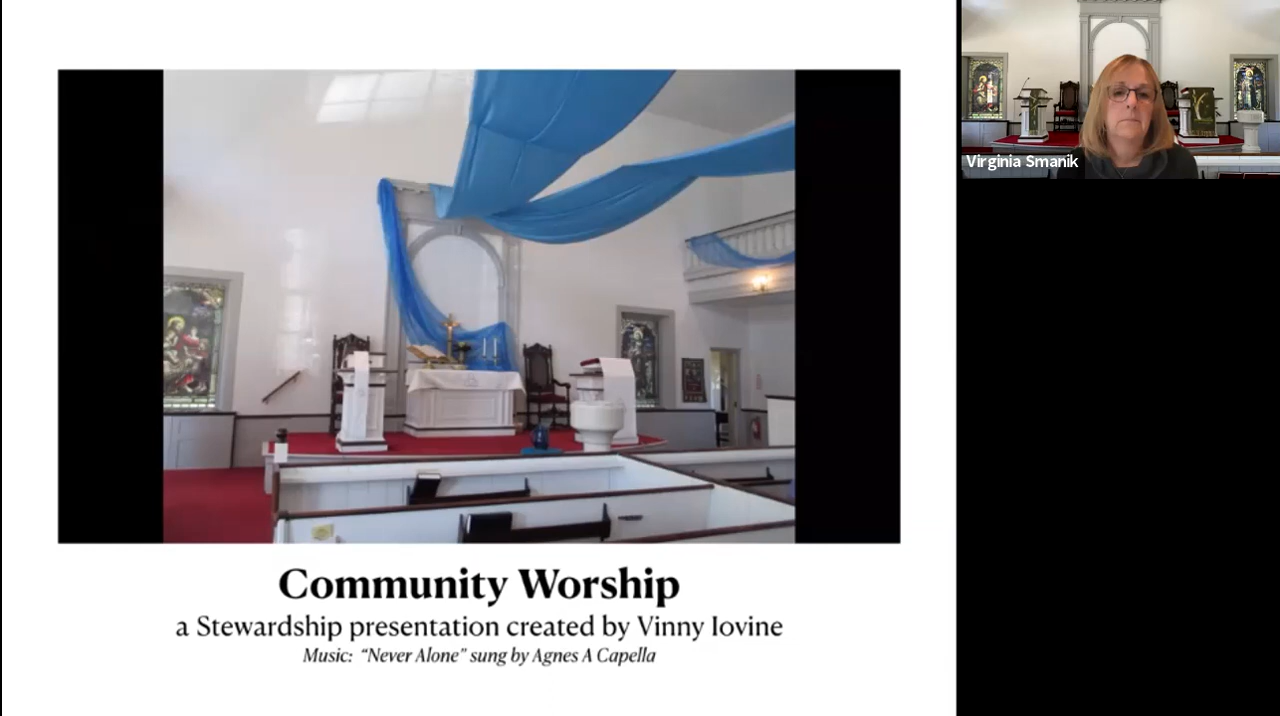 Virginia Smanik
Community Worship
a Stewardship presentation created by Vinny Iovine
Music: “Never Alone” sung by Agnes A Capella